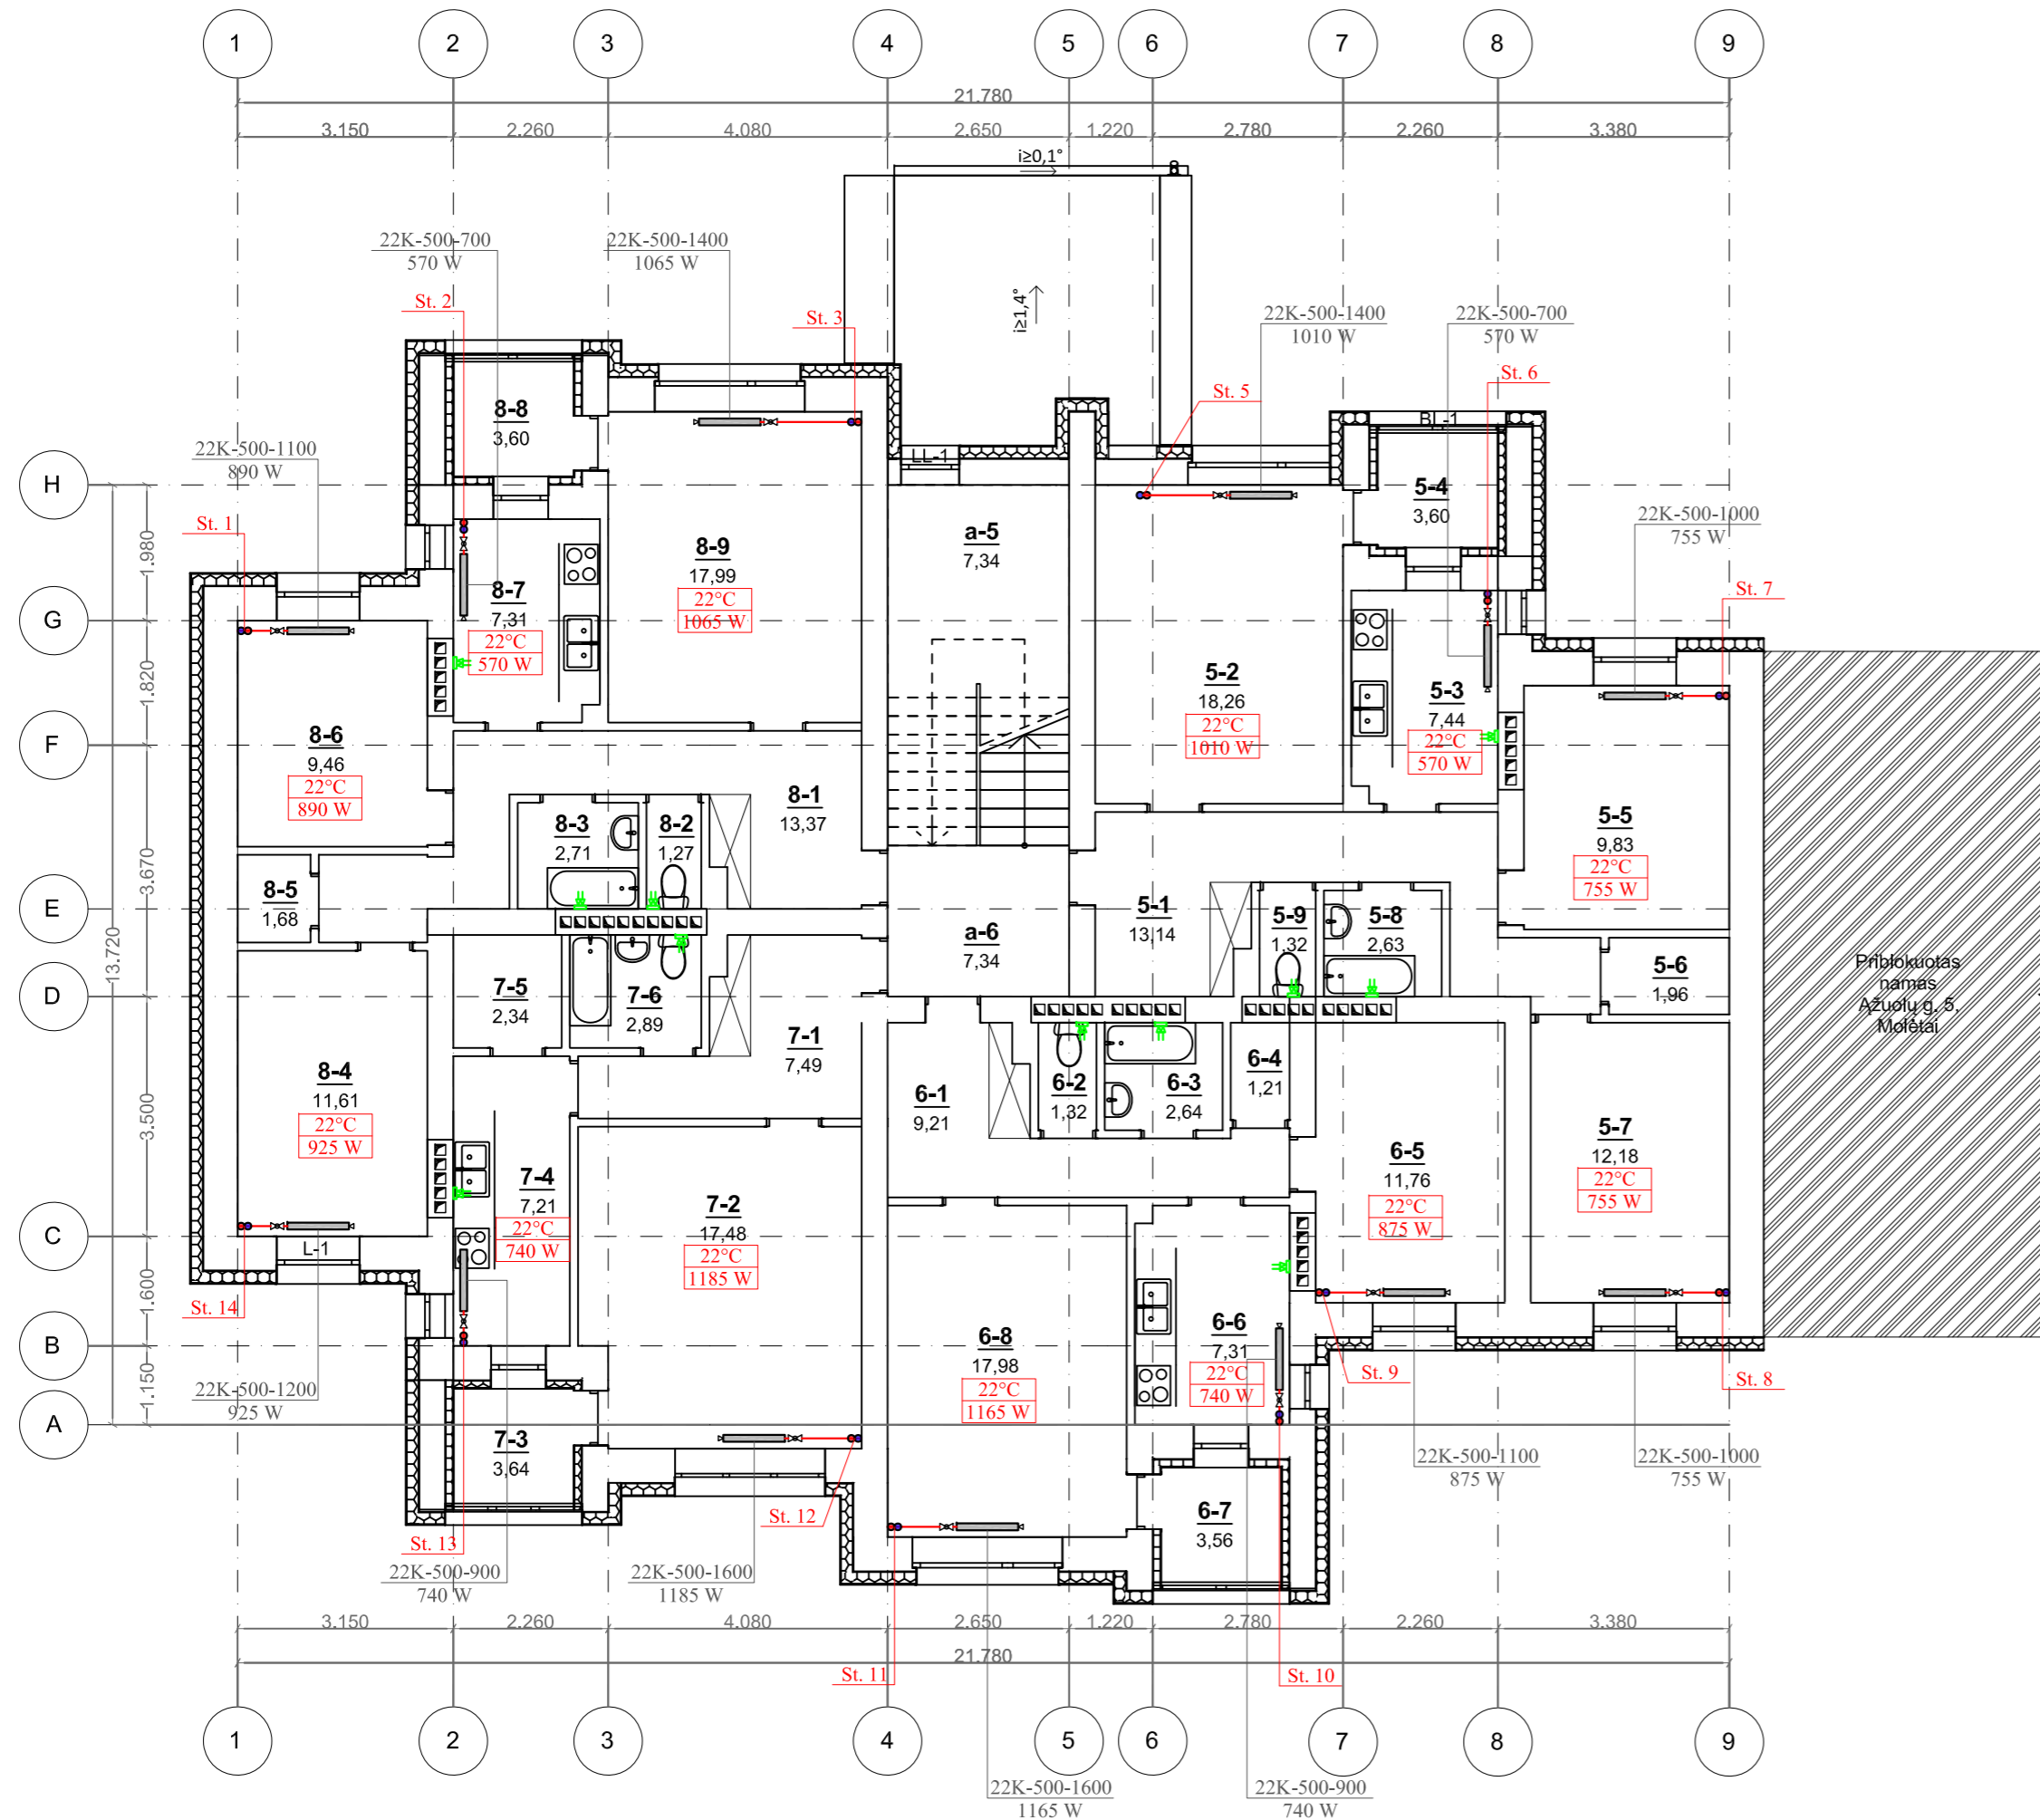 1 2 3 4 5 6 7 8 9
21.780
3.150 2.260 4.080 2.650 1.220 2.780 2.260 3.380
i≥0,1°
i≥1,4°
22K-500-700
570 W
22K-500-1400
1065 W
St. 2
St. 3
22K-500-1400
1010 W
22K-500-700
570 W
St. 5
St. 6
22K-500-1100
890 W
St. 1
22K-500-1000
755 W
St. 7
LL-1
BL-1
8-8
3,60
8-9
17,99
22°C
1065 W
a-5
7,34
5-4
3,60
8-7
7,31
22°C
570 W
5-2
18,26
22°C
1010 W
5-3
7,44
22°C
570 W
8-6
9,46
22°C
890 W
8-1
13,37
8-3
2,71
8-2
1,27
5-5
9,83
22°C
755 W
8-5
1,68
a-6
7,34
5-1
13,14
5-9
1,32
5-8
2,63
5-6
1,96
7-5
2,34
7-6
2,89
7-1
7,49
8-4
11,61
22°C
925 W
6-1
9,21
6-2
1,32
6-3
2,64
6-4
1,21
6-5
11,76
22°C
875 W
5-7
12,18
22°C
755 W
7-4
7,21
22°C
740 W
7-2
17,48
22°C
1185 W
6-8
17,98
22°C
1165 W
6-6
7,31
22°C
740 W
7-3
3,64
6-7
3,56
L-1
Priblokuotas
namas
Ąžuolų g. 5,
Molėtai
H
G
F
E
D
C
B
A
1.980
1.820
3.670
3.500
1.600
1.150
13.720
St. 14
22K-500-1200
925 W
St. 13
22K-500-900
740 W
St. 12
22K-500-1600
1185 W
St. 9
St. 8
22K-500-1100
875 W
22K-500-1000
755 W
3.150 2.260 4.080 2.650 1.220 2.780 2.260 3.380
21.780
St. 11
St. 10
1 2 3 4 5 6 7 8 9
22K-500-1600
1165 W
22K-500-900
740 W